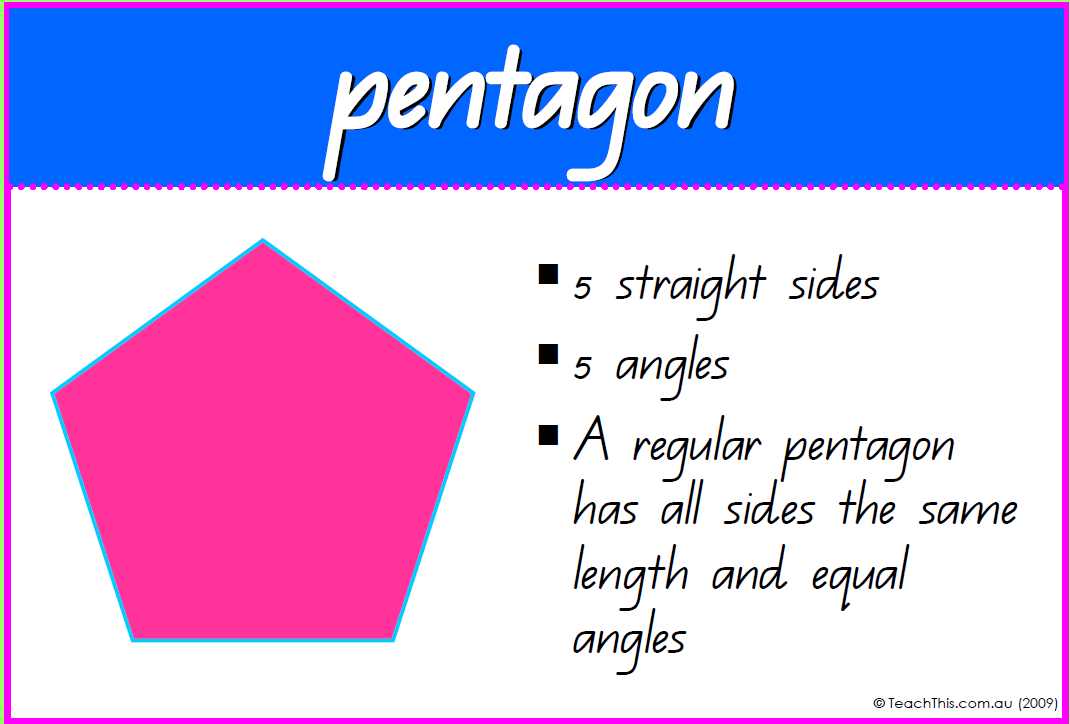 pentagon
■ 5 straight sides
■ 5 angles
■ A regular pentagon
has all sides the same
length and equal
angles
© TeachThis.com.au (2009)